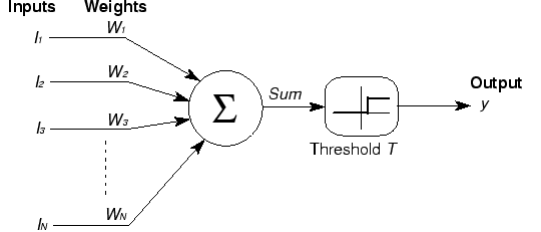 Inputs Weights
I1 W1
I2 W2
I3 W3
IN WN
Σ
Sum
Threshold T
Output
y